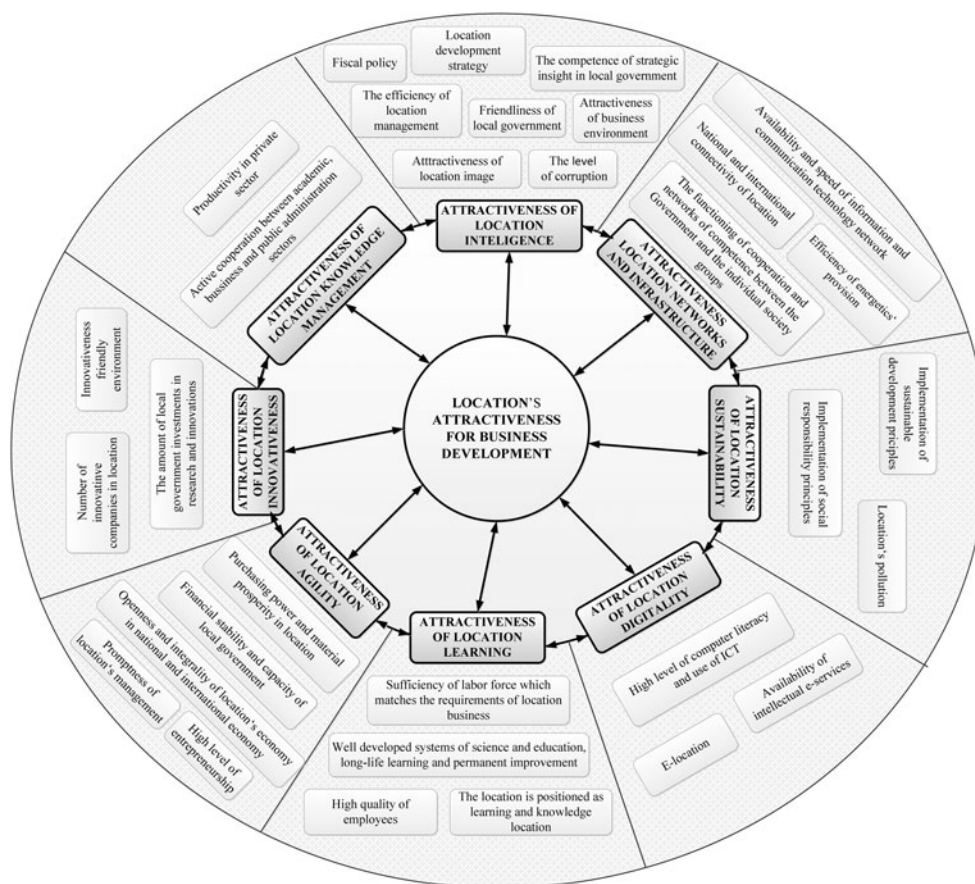 Fiscal policy
Location
development
strategy
The competence of strategic
insight in local government
The efficiency of
location
management
Friendliness of
local government
Attractiveness
of business
environment
Atttractiveness of
location image
The level
of corruption
ATTRACTIVENESS OF
LOCATION
INTELIGENCE
Availability and speed of information and
communication technology network
National and international
connectivity of location
The functioning of cooperation and
networks of competence between the
Government and the individual society
groups
Efficiency of energetics'
provision
ATTRACTIVENESS
LOCATION NETWORKS
AND INFRASTRUCTURE
Implementation of
sustainable
development priciples
Implementation of social
responsibility principles
Location's pollution
ATTRACTIVENESS
OF LOCATION
SUSTAINABILITY
High level of computer literacy
and use of ICT
Availability of
intellectual e-services
E-location
ATTRACTIVENESS
OF LOCATION
DIGITALITY
ATTRACTIVENESS
OF LOCATION
LEARNING
Sufficiency of labor force which
matches the requirements of location
business
Well developed systems of science and education,
long-life learning and permanent improvement
High quality of
employees
The location is positioned as
learning and knowledge
location
ATTRACTIVENESS
OF LOCATION
AGILITY
Purchasing power and material
prosperity in location
Financial stability and capacity of
local government
Openness and integrality of location's economy
in national and international economy
Promptness of
location's management
High level of
entrepreneurship
ATTRACTIVENESS
OF LOCATION
INNOVATIVENESS
The amount of local
government investments in
research and innovations
Innovativeness
friendly
environment
Number of
innovatinve
companies in location
ATTRACTIVENESS OF
LOCATION KNOWLEDGE
MANAGEMENT
Productivity in private
sector
Active cooperation between academic,
bussiness and public administration
sectors
LOCATION'S
ATTRACTIVENESS
FOR BUSINESS
DEVELOPMENT